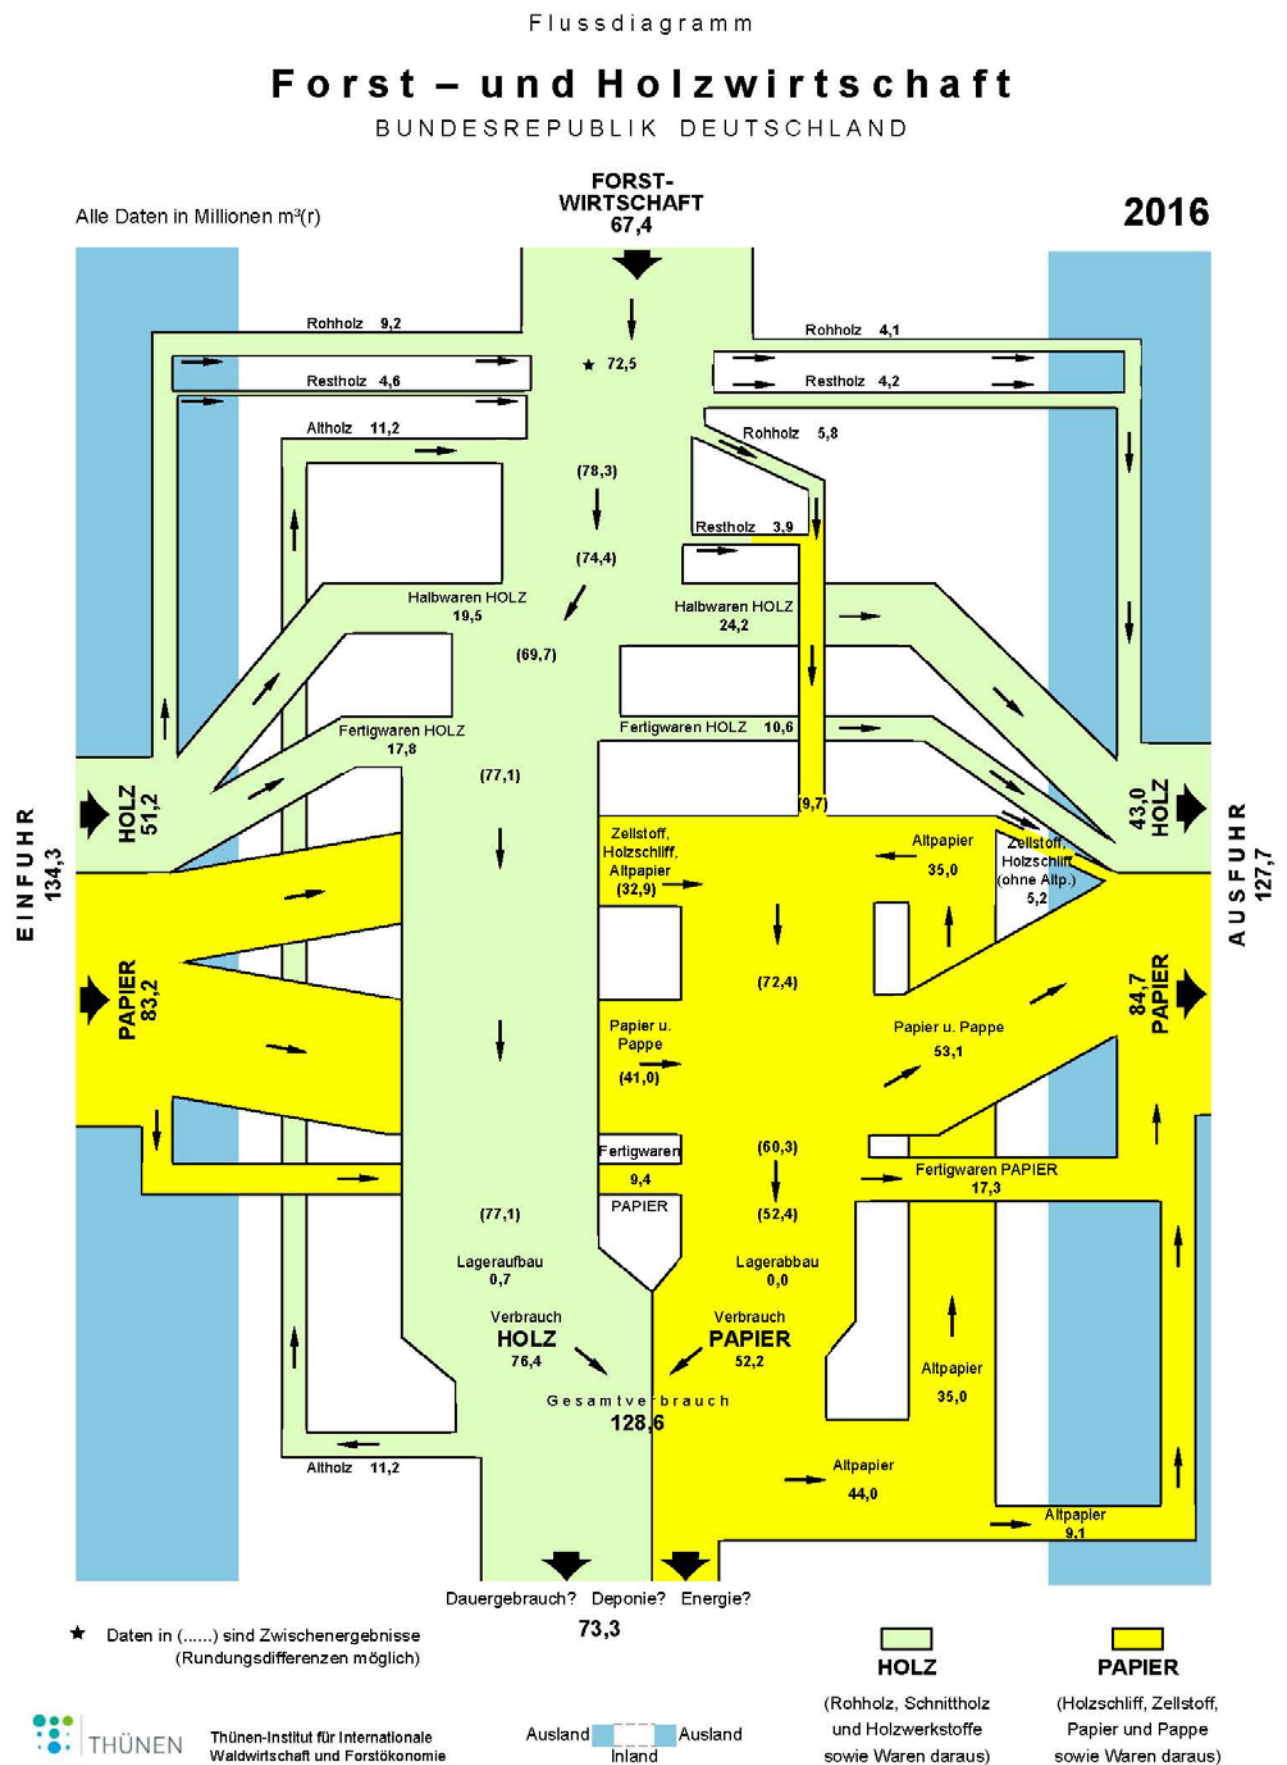 Flussdiagramm
Forst – und Holzwirtschaft
BUNDESREPUBLIK DEUTSCHLAND
FORST-
WIRTSCHAFT
67,4
Alle Daten in Millionen m³(r)
2016
Rohholz 9,2
Rohholz 4,1
★ 72,5
Restholz 4,6
Restholz 4,2
Altholz 11,2
Rohholz 5,8
(78,3)
Restholz 3,9
(74,4)
Halbwaren HOLZ
19,5
Halbwaren HOLZ
24,2
(69,7)
Fertigwaren HOLZ
17,8
Fertigwaren HOLZ 10,6
(77,1)
(9,7)
EINFUHR
134,3
HOLZ
51,2
PAPIER
83,2
43,0
HOLZ
84,7
PAPIER
AUSFUHR
127,7
Zellstoff,
Holzschliff,
Altpapier
(32,9)
Altpapier
35,0
Zellstoff,
Holzschliff
(ohne Altp.)
5,2
(72,4)
Papier u.
Pappe
(41,0)
Papier u. Pappe
53,1
Fertigwaren
9,4
PAPIER
(60,3)
Fertigwaren PAPIER
17,3
(77,1)
(52,4)
Lageraufbau
0,7
Lagerabbau
0,0
Verbrauch
HOLZ
76,4
Verbrauch
PAPIER
52,2
Altpapier
35,0
Gesamtverbrauch
128,6
Altholz 11,2
Altpapier
44,0
Altpapier
9,1
Dauergebrauch? Deponie? Energie?
73,3
★ Daten in (......) sind Zwischenergebnisse
(Rundungsdifferenzen möglich)
HOLZ
(Rohholz, Schnittholz
und Holzwerkstoffe
sowie Waren daraus)
PAPIER
(Holzschliff, Zellstoff,
Papier und Pappe
sowie Waren daraus)
THÜNEN
Thünen-Institut für Internationale
Waldwirtschaft und Forstökonomie
Ausland Ausland
Inland